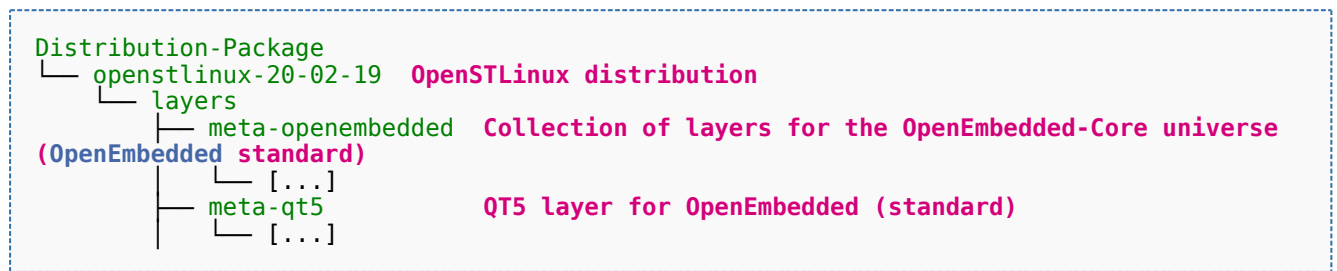 Distribution-Package
└── openstlinux-20-02-19  OpenSTLinux distribution
    └── layers
        ├── meta-openembedded  Collection of layers for the OpenEmbedded-Core universe
(OpenEmbedded standard)
        │   └── [...]
        ├── meta-qt5           QT5 layer for OpenEmbedded (standard)
        │   └── [...]